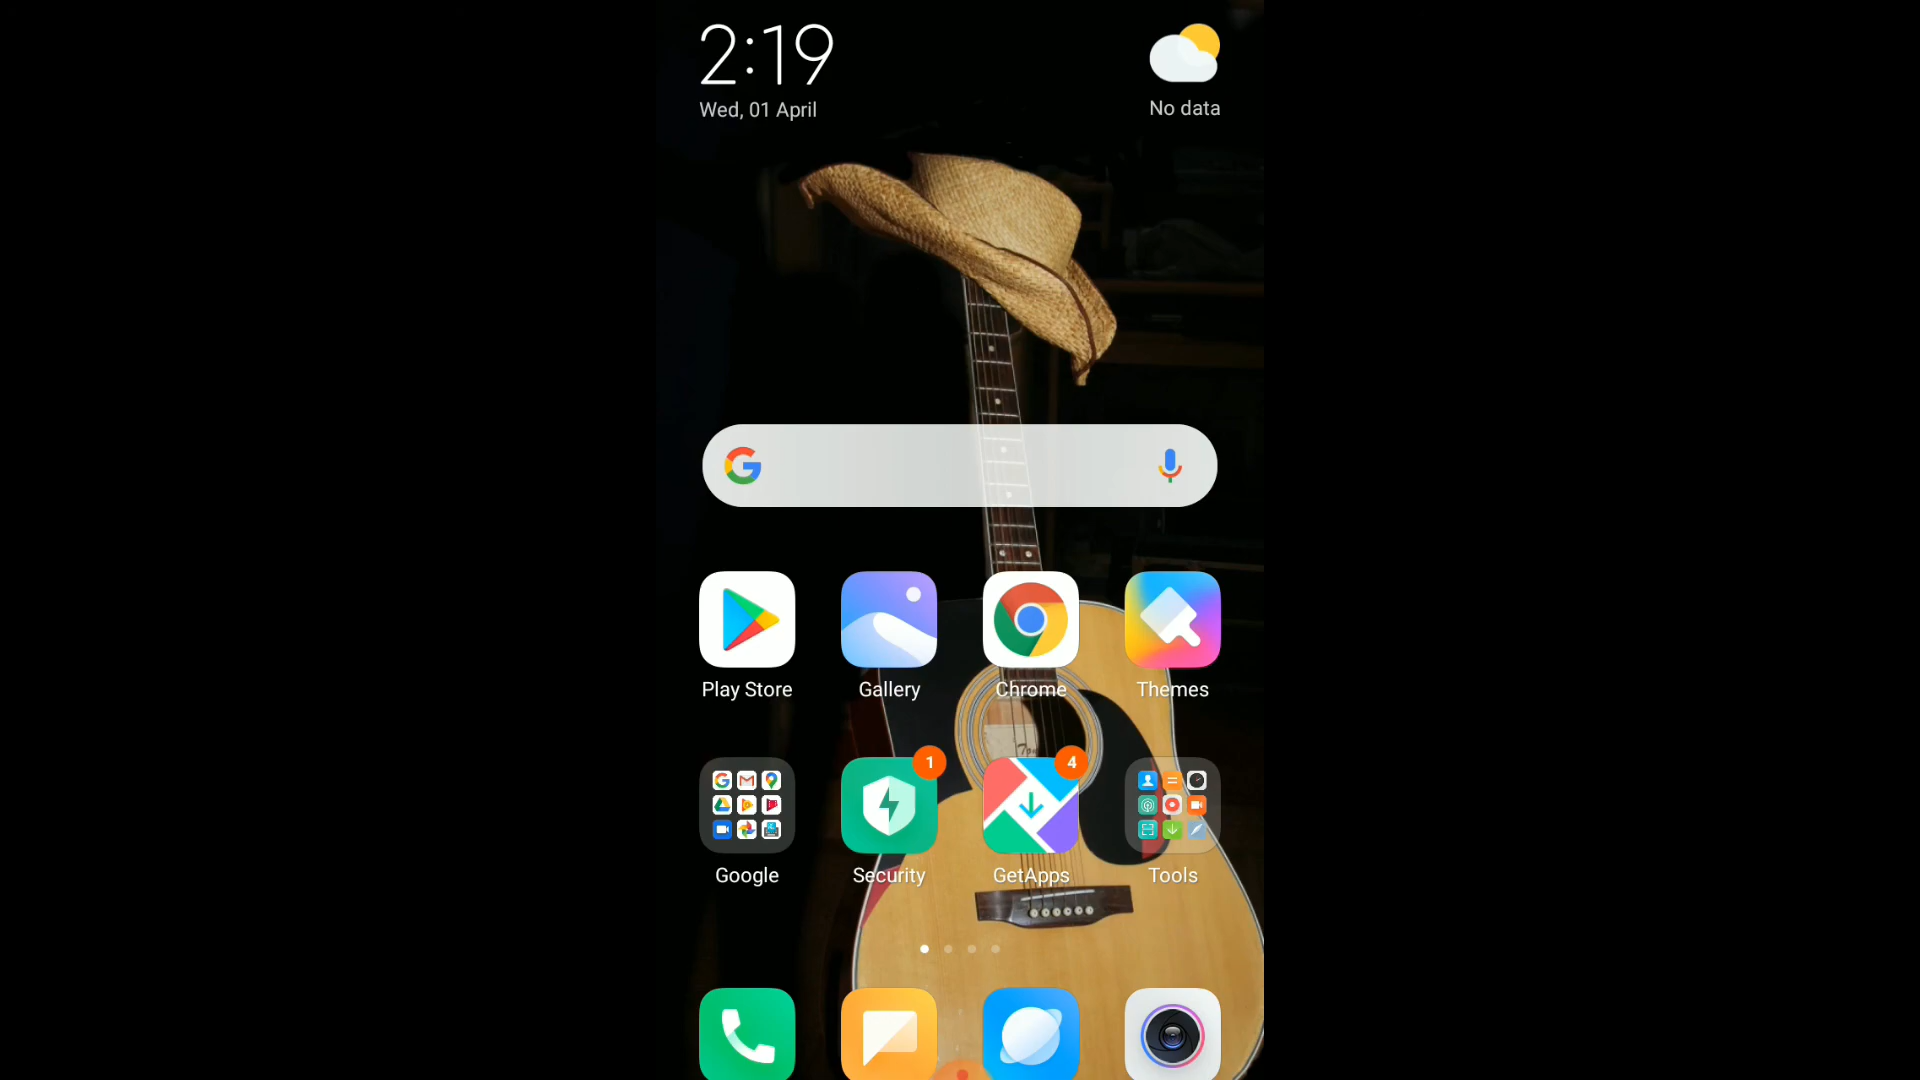 2:19
Wed, 01 April
No data
Play Store
Gallery
Chrome
Themes
1
4
Google
Security
GetApps
Tools